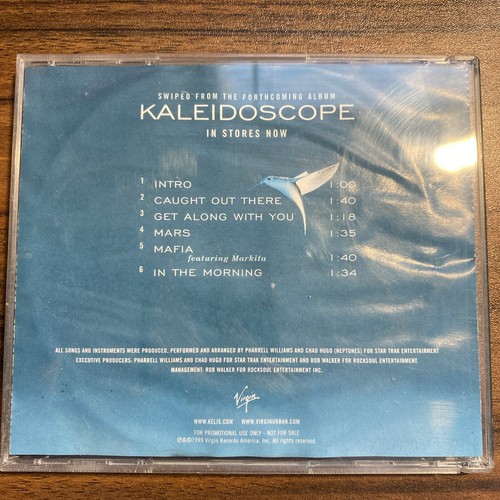 SWIPED FROM THE FORTHCOMING ALBUM
KALEIDOSCOPE
IN STORES NOW
1 INTRO 1:00
2 CAUGHT OUT THERE 1:40
3 GET ALONG WITH YOU 1:18
4 MARS 1:35
5 MAFIA
featuring Markita 1:40
6 IN THE MORNING 1:34
ALL SONGS AND INSTRUMENTS WERE PRODUCED, PERFORMED AND ARRANGED BY PHARRELL WILLIAMS AND CHAD HUGO (NEPTUNES) FOR STAR TRAK ENTERTAINMENT
EXECUTIVE PRODUCERS: PHARRELL WILLIAMS AND CHAD HUGO FOR STAR TRAK ENTERTAINMENT AND ROB WALKER FOR ROCKSOUL ENTERTAINMENT
MANAGEMENT: ROB WALKER FOR ROCKSOUL ENTERTAINMENT INC.
Virgin
WWW.KELIS.COM WWW.VIRGINURBAN.COM
FOR PROMOTIONAL USE ONLY - NOT FOR SALE
℗&©1999 Virgin Records America, Inc. All rights reserved.